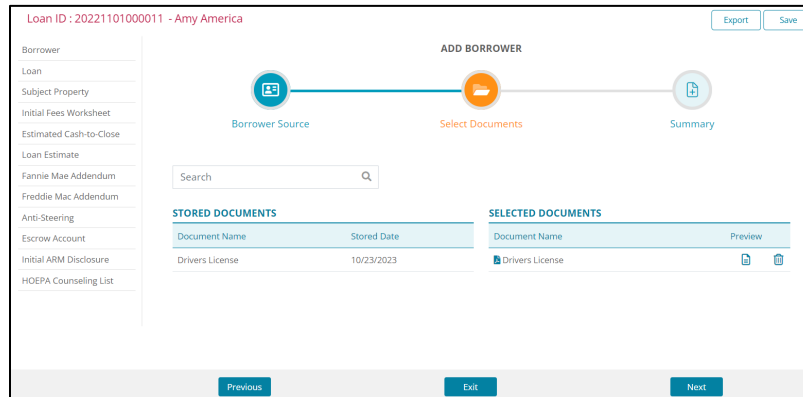 Loan ID : 20221101000011 - Amy America
Export
Save
Borrower
Loan
Subject Property
Initial Fees Worksheet
Estimated Cash-to-Close
Loan Estimate
Fannie Mae Addendum
Freddie Mac Addendum
Anti-Steering
Escrow Account
Initial ARM Disclosure
HOEPA Counseling List
ADD BORROWER
Borrower Source
Select Documents
Summary
Search
STORED DOCUMENTS
Document Name Stored Date
Drivers License 10/23/2023
SELECTED DOCUMENTS
Document Name Preview
Drivers License
Previous
Exit
Next